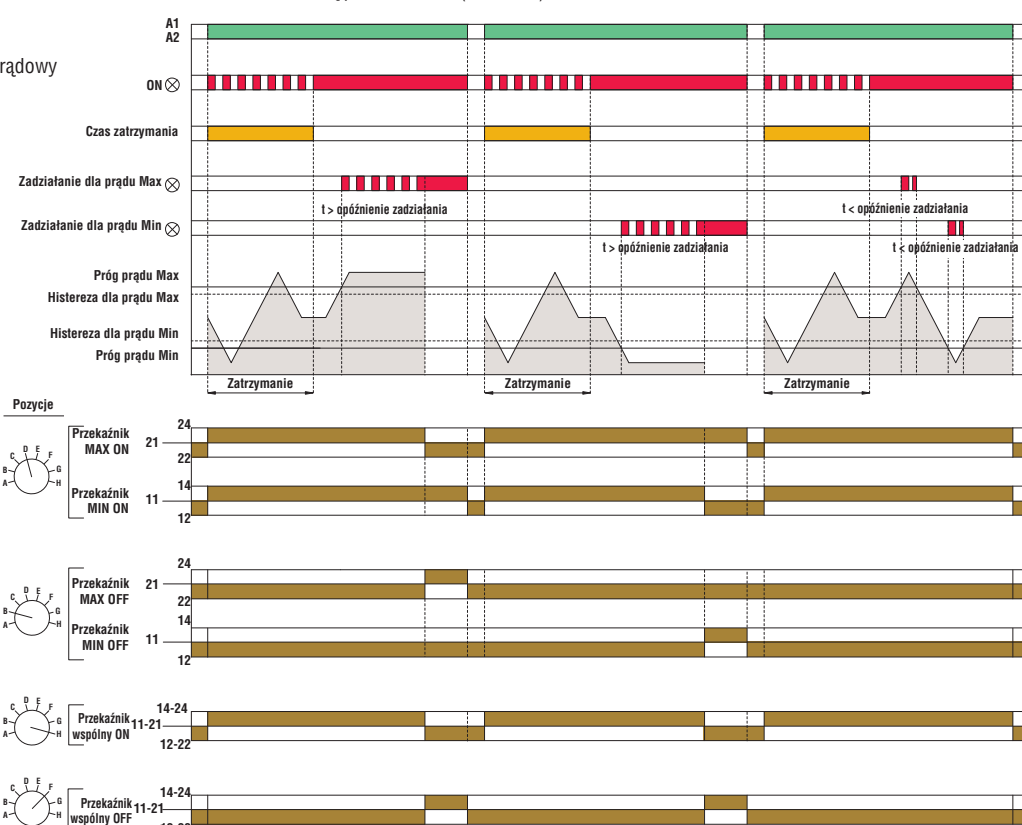 A1
A2
rądowy
ON
Czas zatrzymania
Zadziałanie dla prądu Max
t > opóźnienie zadziałania
t < opóźnienie zadziałania
Zadziałanie dla prądu Min
t > opóźnienie zadziałania
t < opóźnienie zadziałania
Próg prądu Max
Histereza dla prądu Max
Histereza dla prądu Min
Próg prądu Min
Zatrzymanie
Zatrzymanie
Zatrzymanie
Pozycje
A B C D E F G H
Przekaźnik
MAX ON
24
21
22
Przekaźnik
MIN ON
14
11
12
A B C D E F G H
Przekaźnik
MAX OFF
24
21
22
Przekaźnik
MIN OFF
14
11
12
A B C D E F G H
Przekaźnik
wspólny ON
14-24
11-21
12-22
A B C D E F G H
Przekaźnik
wspólny OFF
14-24
11-21